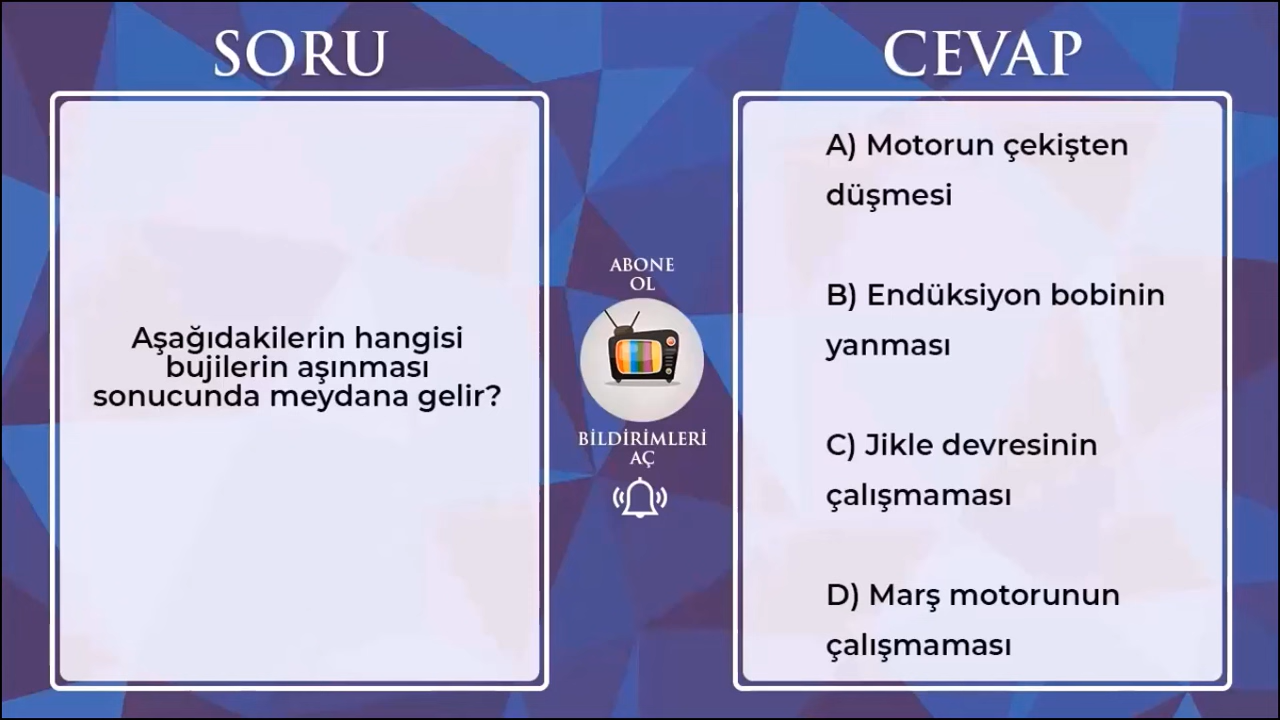 SORU
Aşağıdakilerin hangisi
bujilerin aşınması
sonucunda meydana gelir?
ABONE
OL
BİLDİRİMLERİ
AÇ
CEVAP
A) Motorun çekişten
düşmesi
B) Endüksiyon bobinin
yanması
C) Jikle devresinin
çalışmaması
D) Marş motorunun
çalışmaması